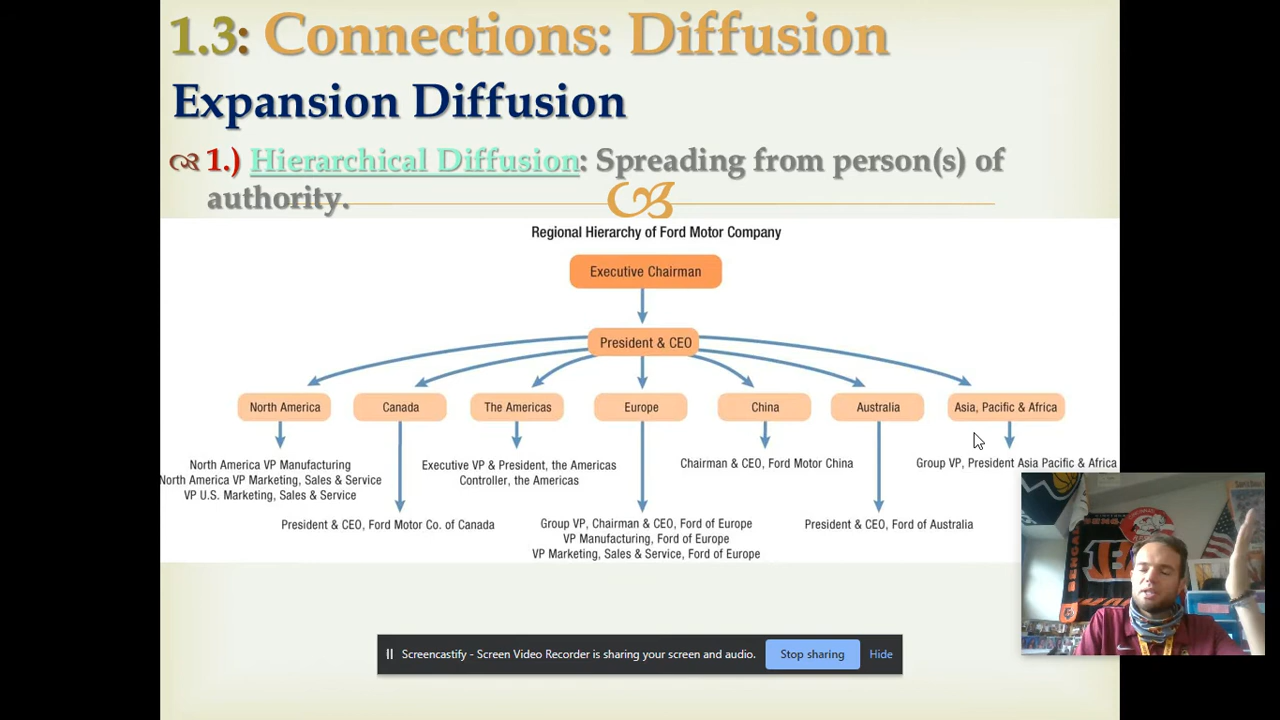 1.3: Connections: Diffusion
Expansion Diffusion
1.) Hierarchical Diffusion: Spreading from person(s) of
authority.
Regional Hierarchy of Ford Motor Company
Executive Chairman
President & CEO
North America
Canada
The Americas
Europe
China
Australia
Asia, Pacific & Africa
North America VP Manufacturing
North America VP Marketing, Sales & Service
VP U.S. Marketing, Sales & Service
President & CEO, Ford Motor Co. of Canada
Executive VP & President, the Americas
Controller, the Americas
Group VP, Chairman & CEO, Ford of Europe
VP Manufacturing, Ford of Europe
VP Marketing, Sales & Service, Ford of Europe
Chairman & CEO, Ford Motor China
President & CEO, Ford of Australia
Group VP, President Asia Pacific & Africa
BENGALS
Screencastify - Screen Video Recorder is sharing your screen and audio.
Stop sharing
Hide